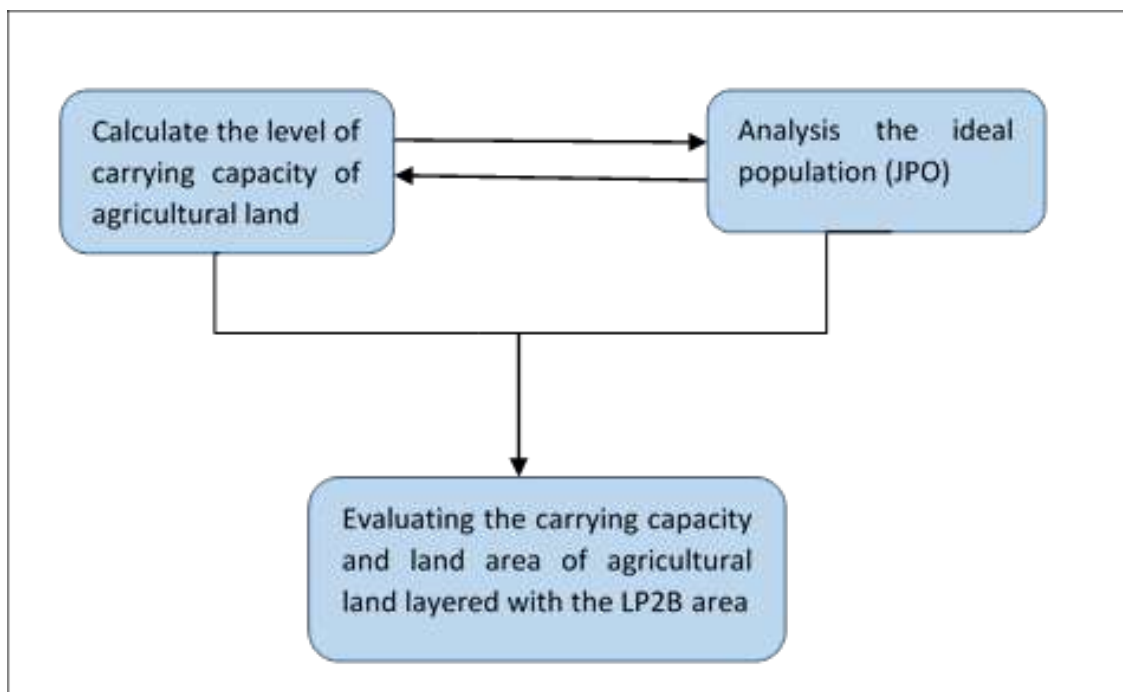 Calculate the level of
carrying capacity of
agricultural land
Analysis the ideal
population (JPO)
Evaluating the carrying capacity
and land area of agricultural
land layered with the LP2B area